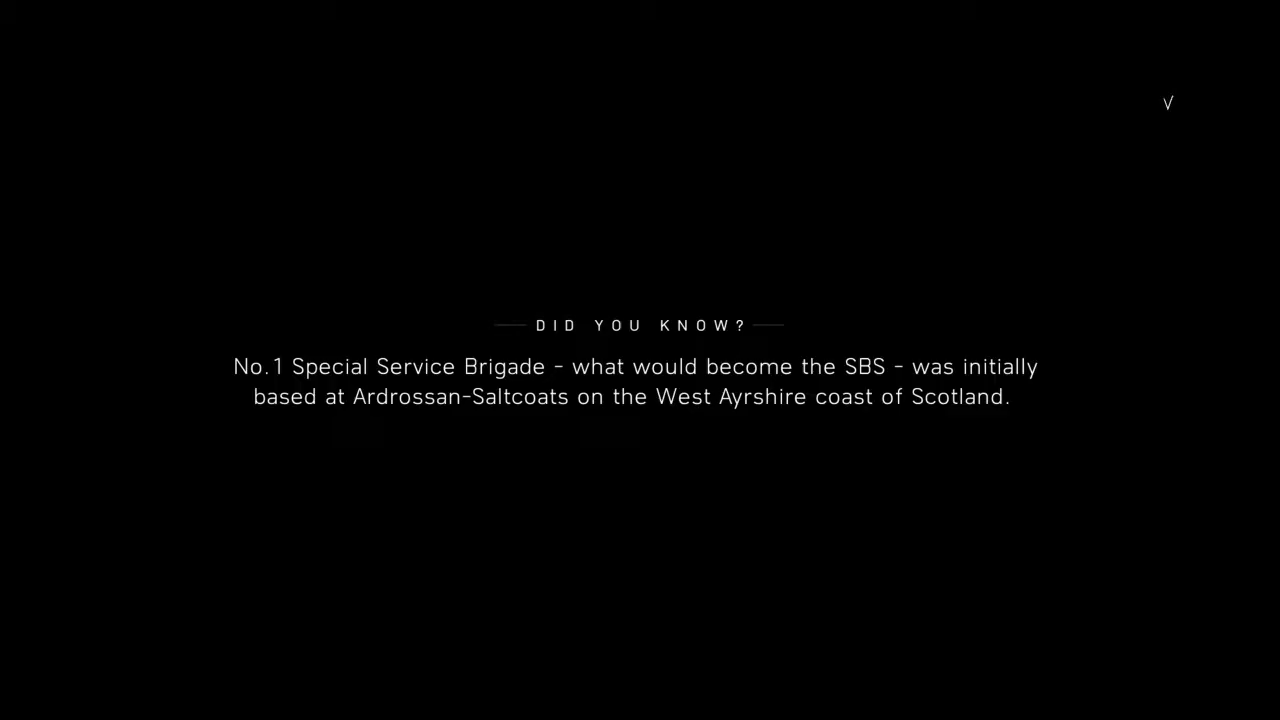 √
DID YOU KNOW?
No.1 Special Service Brigade - what would become the SBS - was initially
based at Ardrossan-Saltcoats on the West Ayrshire coast of Scotland.